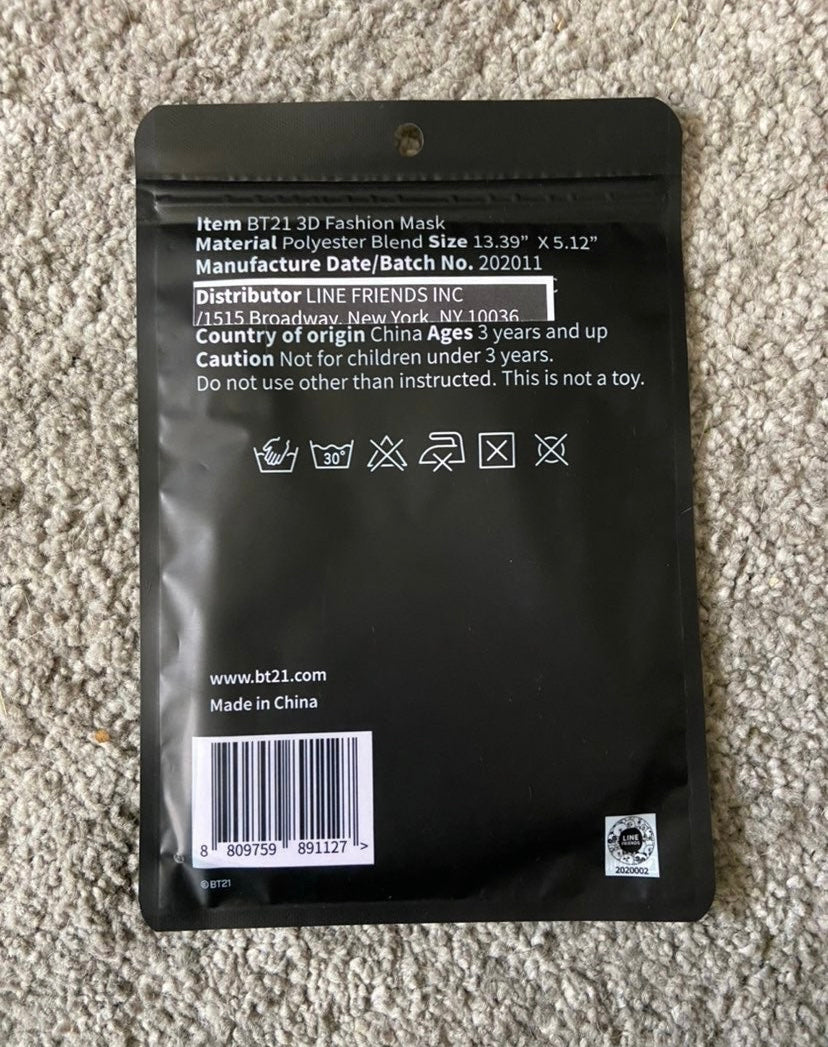 Item BT21 3D Fashion Mask
Material Polyester Blend Size 13.39” X 5.12”
Manufacture Date/Batch No. 202011
Distributor LINE FRIENDS INC
/1515 Broadway, New York, NY 10036
Country of origin China Ages 3 years and up
Caution Not for children under 3 years.
Do not use other than instructed. This is not a toy.
30°
www.bt21.com
Made in China
8 809759 891127 >
©BT21
LINE
FRIENDS
2020002